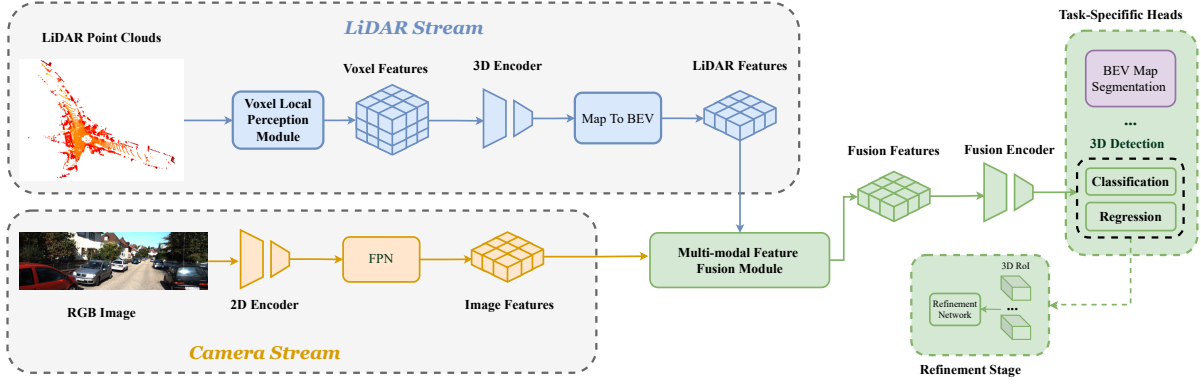 LiDAR Stream
LiDAR Point Clouds
Voxel Local
Perception
Module
Voxel Features
3D Encoder
Map To BEV
LiDAR Features
RGB Image
2D Encoder
FPN
Image Features
Camera Stream
Multi-modal Feature
Fusion Module
Fusion Features
Fusion Encoder
Task-Specifific Heads
BEV Map
Segmentation
...
3D Detection
Classification
Regression
3D RoI
...
Refinement
Network
Refinement Stage